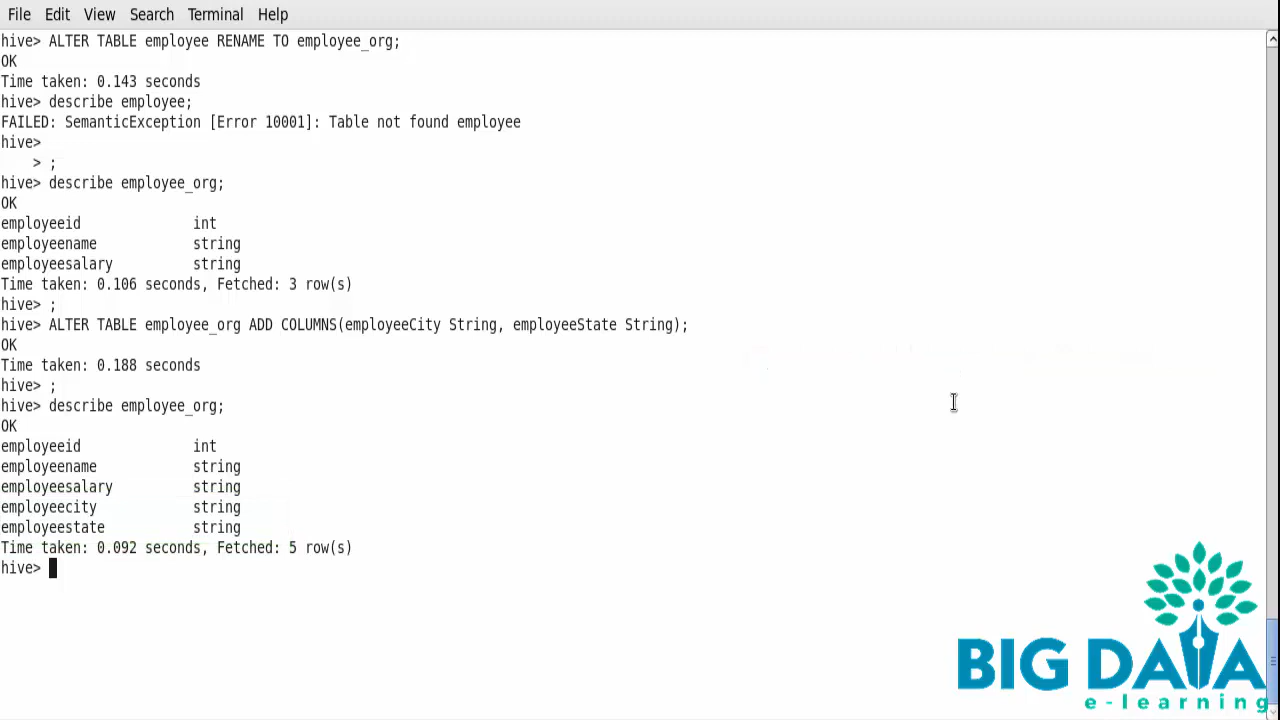 File Edit View Search Terminal Help
hive> ALTER TABLE employee RENAME TO employee_org;
OK
Time taken: 0.143 seconds
hive> describe employee;
FAILED: SemanticException [Error 10001]: Table not found employee
hive>
    > ;
hive> describe employee_org;
OK
employeeid              int
employeename            string
employeesalary          string
Time taken: 0.106 seconds, Fetched: 3 row(s)
hive> ;
hive> ALTER TABLE employee_org ADD COLUMNS(employeeCity String, employeeState String);
OK
Time taken: 0.188 seconds
hive> ;
hive> describe employee_org;
OK
employeeid              int
employeename            string
employeesalary          string
employeecity            string
employeestate           string
Time taken: 0.092 seconds, Fetched: 5 row(s)
hive>
BIG DATA
e-learning